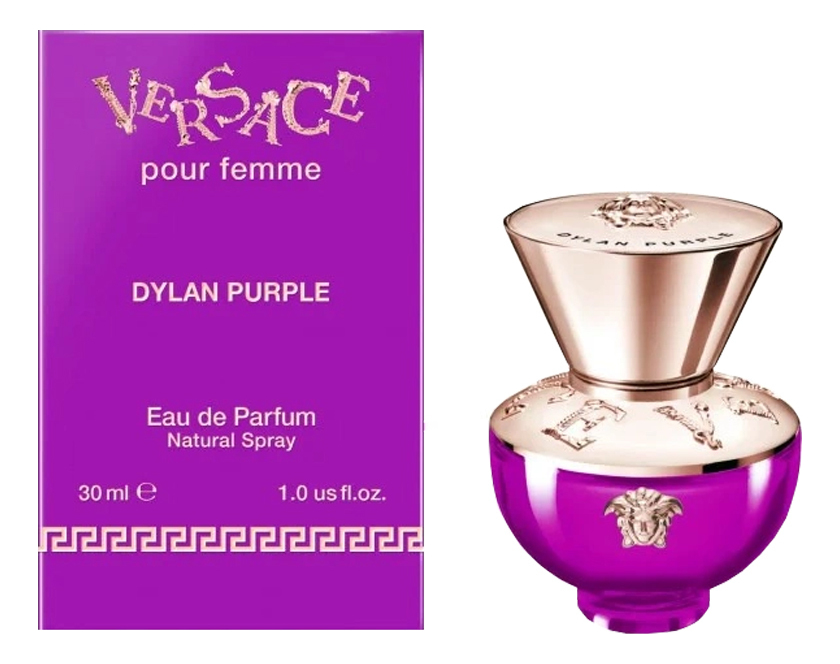 VERSACE
pour femme
DYLAN PURPLE
Eau de Parfum
Natural Spray
30 ml ℮
1.0 us fl.oz.
DYLAN PURPLE